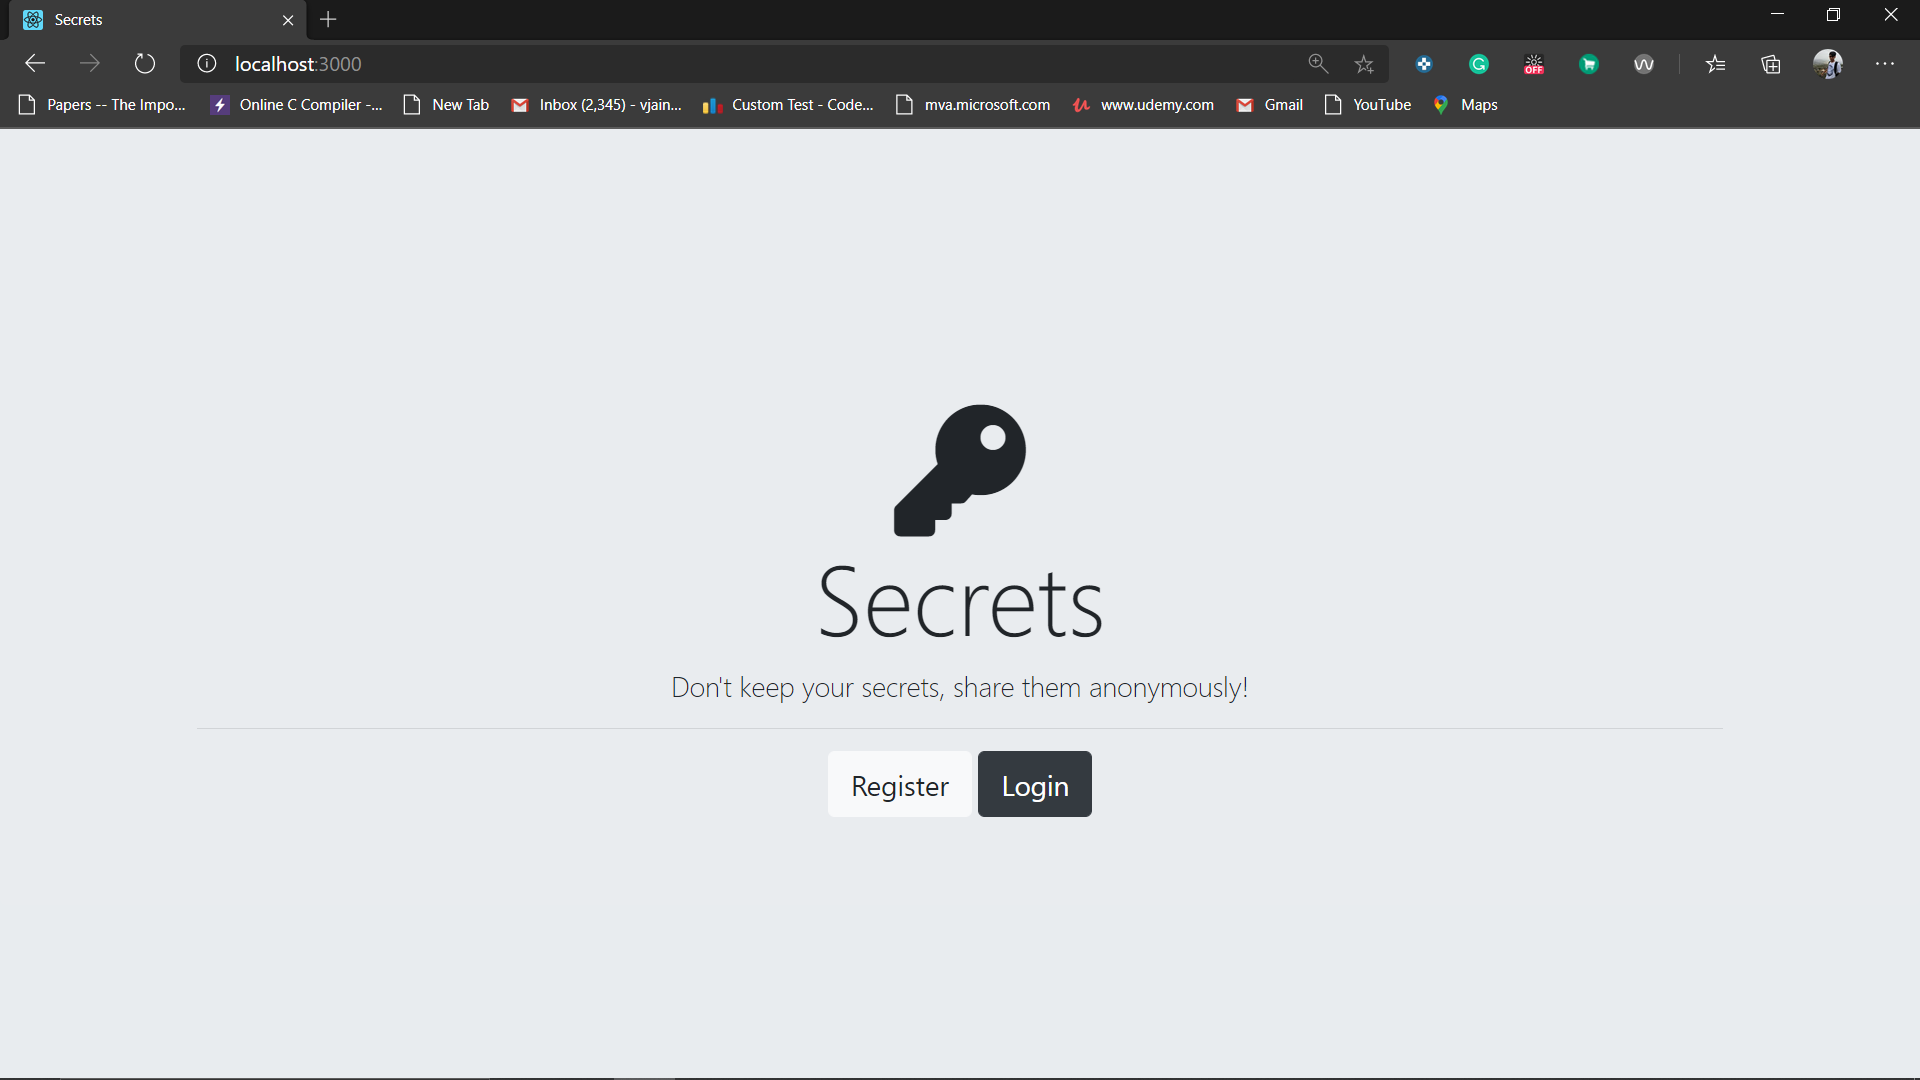 Secrets
localhost:3000
OFF
Papers -- The Impo... Online C Compiler -... New Tab Inbox (2,345) - vjain... Custom Test - Code... mva.microsoft.com www.udemy.com Gmail YouTube Maps
Secrets
Don't keep your secrets, share them anonymously!
Register Login